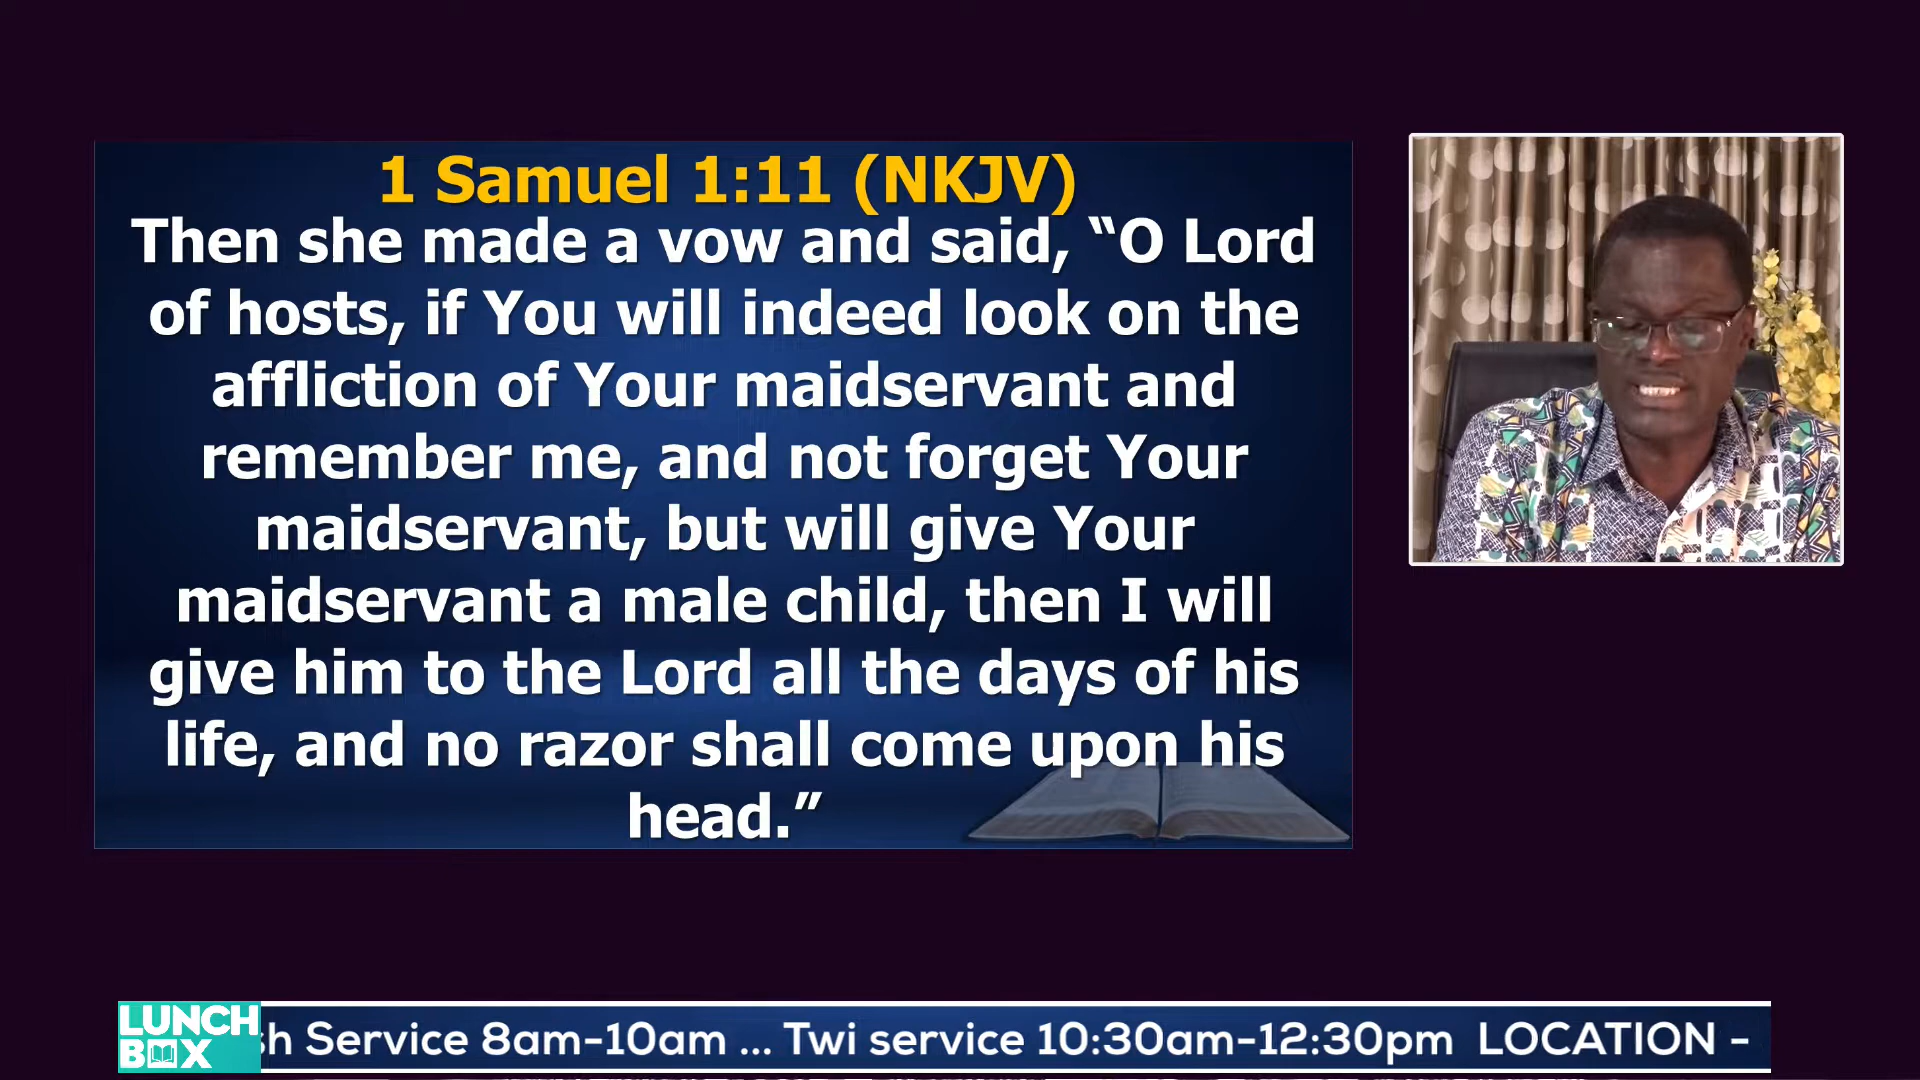 1 Samuel 1:11 (NKJV)
Then she made a vow and said, “O Lord
of hosts, if You will indeed look on the
affliction of Your maidservant and
remember me, and not forget Your
maidservant, but will give Your
maidservant a male child, then I will
give him to the Lord all the days of his
life, and no razor shall come upon his
head.”
LUNCH
BOX
sh Service 8am-10am ... Twi service 10:30am-12:30pm LOCATION -